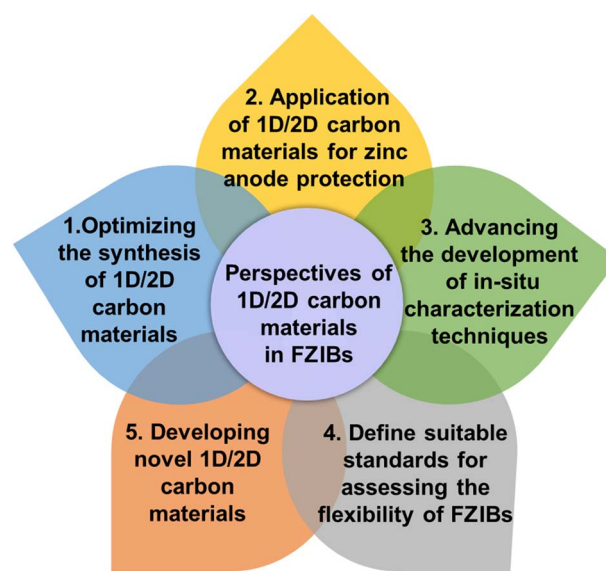 2. Application
of 1D/2D carbon
materials for zinc
anode protection
1.Optimizing
the synthesis
of 1D/2D
carbon
materials
3. Advancing
the development
of in-situ
characterization
techniques
Perspectives of
1D/2D carbon
materials
in FZIBs
5. Developing
novel 1D/2D
carbon
materials
4. Define suitable
standards for
assessing the
flexibility of FZIBs